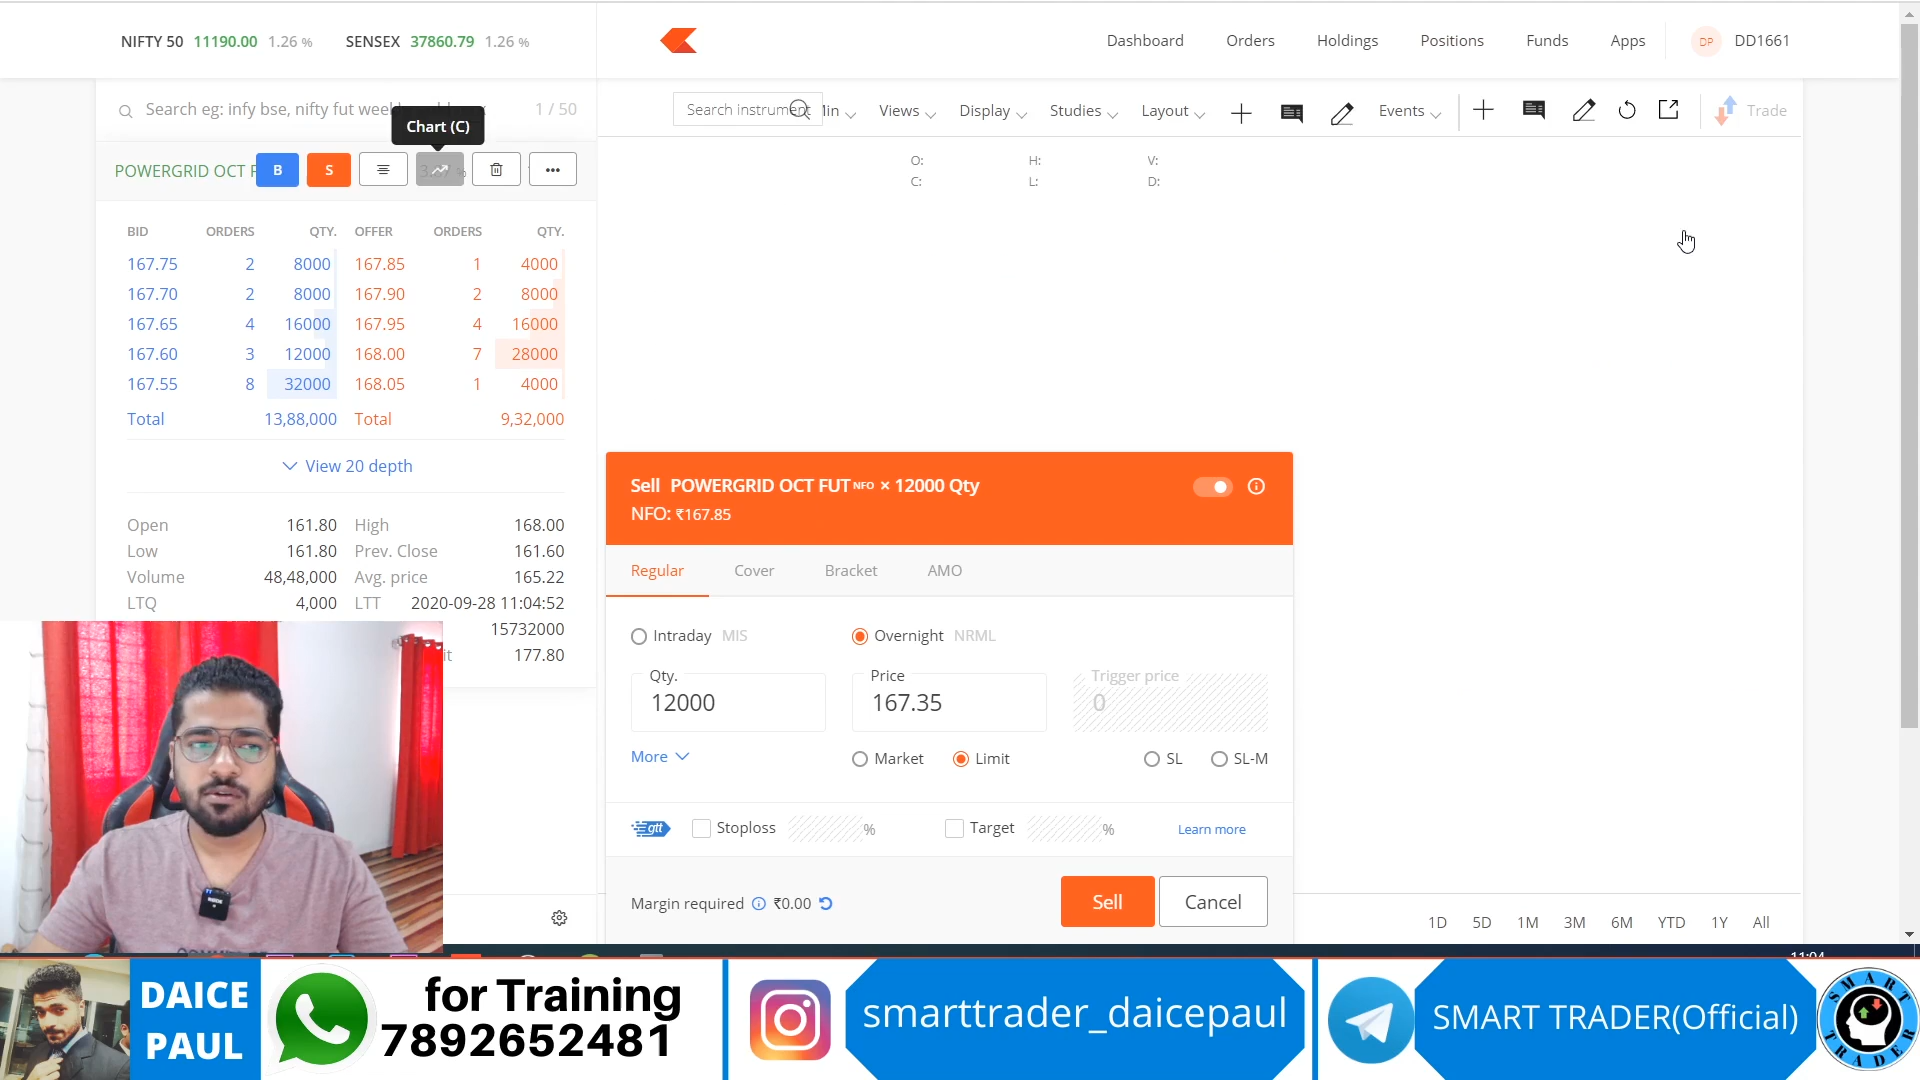 NIFTY 50 11190.00 1.26 % SENSEX 37860.79 1.26 %
Dashboard Orders Holdings Positions Funds Apps DP DD1661
Search eg: infy bse, nifty fut 1 / 50
Chart (C)
Search instrument Views Display Studies Layout Events Trade
POWERGRID OCT B S
O: H: V:
C: L: D:
BID ORDERS QTY. OFFER ORDERS QTY.
167.75 2 8000 167.85 1 4000
167.70 2 8000 167.90 2 8000
167.65 4 16000 167.95 4 16000
167.60 3 12000 168.00 7 28000
167.55 8 32000 168.05 1 4000
Total 13,88,000 Total 9,32,000
View 20 depth
Open 161.80 High 168.00
Low 161.80 Prev. Close 161.60
Volume 48,48,000 Avg. price 165.22
LTQ 4,000 LTT 2020-09-28 11:04:52
15732000
177.80
Sell POWERGRID OCT FUT NFO × 12000 Qty
NFO: ₹167.85
Regular Cover Bracket AMO
Intraday MIS Overnight NRML
Qty. Price Trigger price
12000 167.35 0
More Market Limit SL SL-M
gtt Stoploss % Target % Learn more
Margin required ₹0.00 Sell Cancel
1D 5D 1M 3M 6M YTD 1Y All
DAICE
PAUL
for Training
7892652481
smarttrader_daicepaul
SMART TRADER(Official)
SMART
TRADER